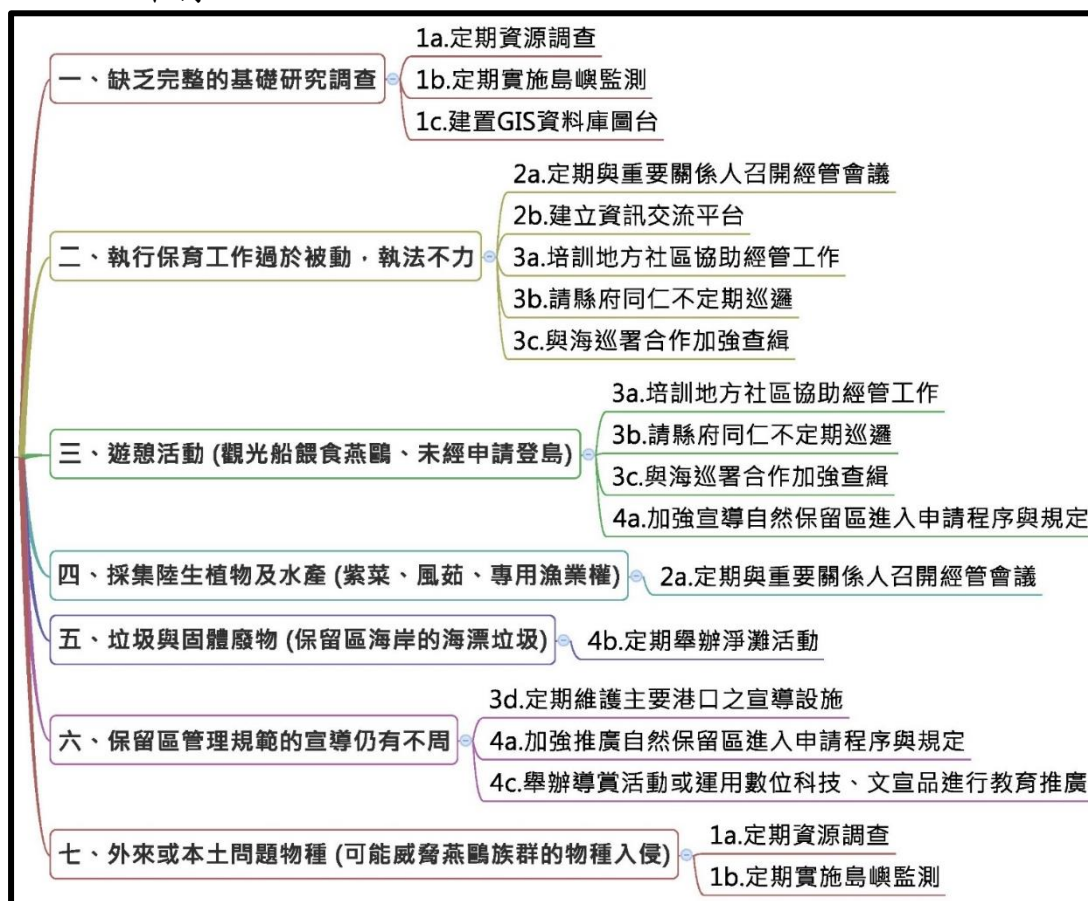 一、缺乏完整的基礎研究調查
1a.定期資源調查
1b.定期實施島嶼監測
1c.建置GIS資料庫圖台
二、執行保育工作過於被動，執法不力
2a.定期與重要關係人召開經管會議
2b.建立資訊交流平台
3a.培訓地方社區協助經管工作
3b.請縣府同仁不定期巡邏
3c.與海巡署合作加強查緝
三、遊憩活動 (觀光船餵食燕鷗、未經申請登島)
3a.培訓地方社區協助經管工作
3b.請縣府同仁不定期巡邏
3c.與海巡署合作加強查緝
4a.加強宣導自然保留區進入申請程序與規定
四、採集陸生植物及水產 (紫菜、風茹、專用漁業權)
2a.定期與重要關係人召開經管會議
五、垃圾與固體廢物 (保留區海岸的海漂垃圾)
4b.定期舉辦淨灘活動
六、保留區管理規範的宣導仍有不周
3d.定期維護主要港口之宣導設施
4a.加強推廣自然保留區進入申請程序與規定
4c.舉辦導賞活動或運用數位科技、文宣品進行教育推廣
七、外來或本土問題物種 (可能威脅燕鷗族群的物種入侵)
1a.定期資源調查
1b.定期實施島嶼監測